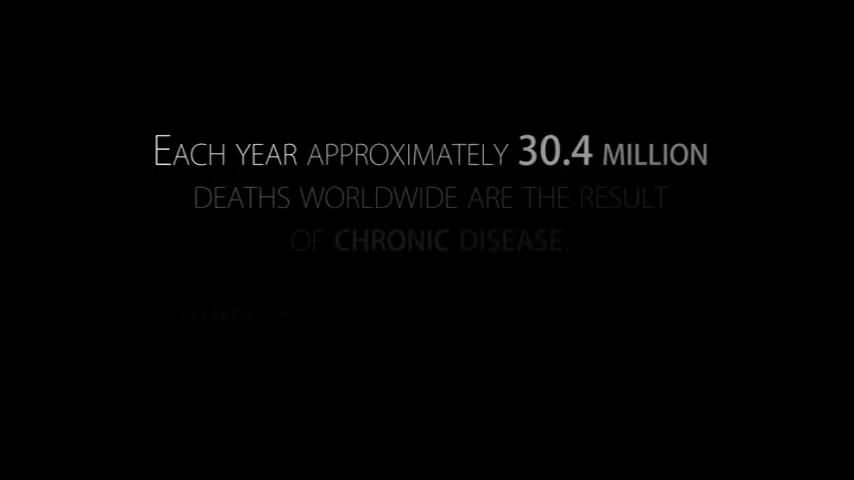 Each year approximately 30.4 million
deaths worldwide are the result
of chronic disease.